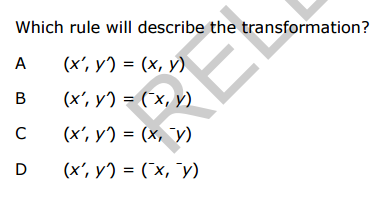 Which rule will describe the transformation?
A (x′, y′) = (x, y)
B (x′, y′) = (⁻x, y)
C (x′, y′) = (x, ⁻y)
D (x′, y′) = (⁻x, ⁻y)